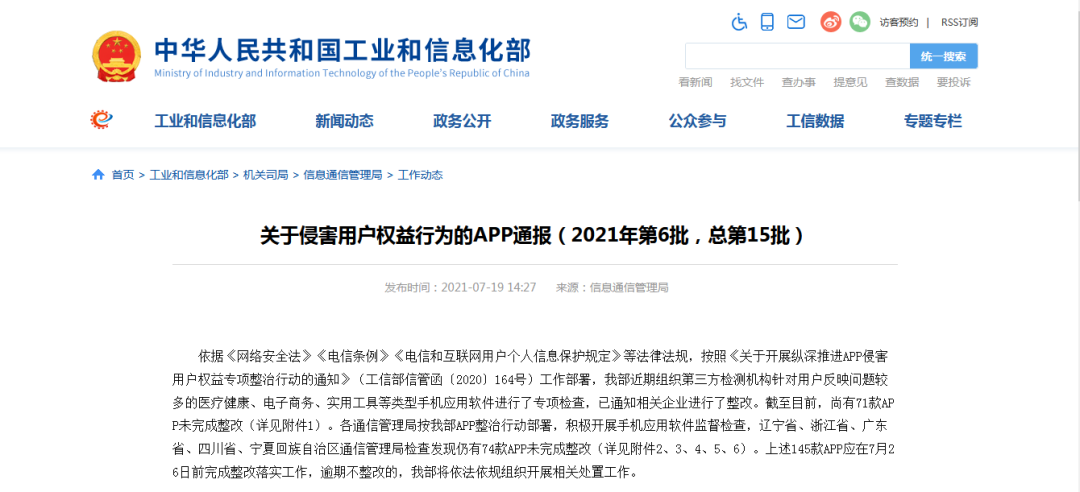 访客预约 | RSS订阅
中华人民共和国工业和信息化部
Ministry of Industry and Information Technology of the People's Republic of China
统一搜索
看新闻 找文件 查办事 提意见 查数据 要投诉
工业和信息化部 新闻动态 政务公开 政务服务 公众参与 工信数据 专题专栏
首页 > 工业和信息化部 > 机关司局 > 信息通信管理局 > 工作动态
关于侵害用户权益行为的APP通报（2021年第6批，总第15批）
发布时间：2021-07-19 14:27 来源：信息通信管理局
依据《网络安全法》《电信条例》《电信和互联网用户个人信息保护规定》等法律法规，按照《关于开展纵深推进APP侵害
用户权益专项整治行动的通知》（工信部信管函〔2020〕164号）工作部署，我部近期组织第三方检测机构针对用户反映问题较
多的医疗健康、电子商务、实用工具等类型手机应用软件进行了专项检查，已通知相关企业进行了整改。截至目前，尚有71款AP
P未完成整改（详见附件1）。各通信管理局按我部APP整治行动部署，积极开展手机应用软件监督检查，辽宁省、浙江省、广东
省、四川省、宁夏回族自治区通信管理局检查发现仍有74款APP未完成整改（详见附件2、3、4、5、6）。上述145款APP应在7月2
6日前完成整改落实工作，逾期不整改的，我部将依法依规组织开展相关处置工作。